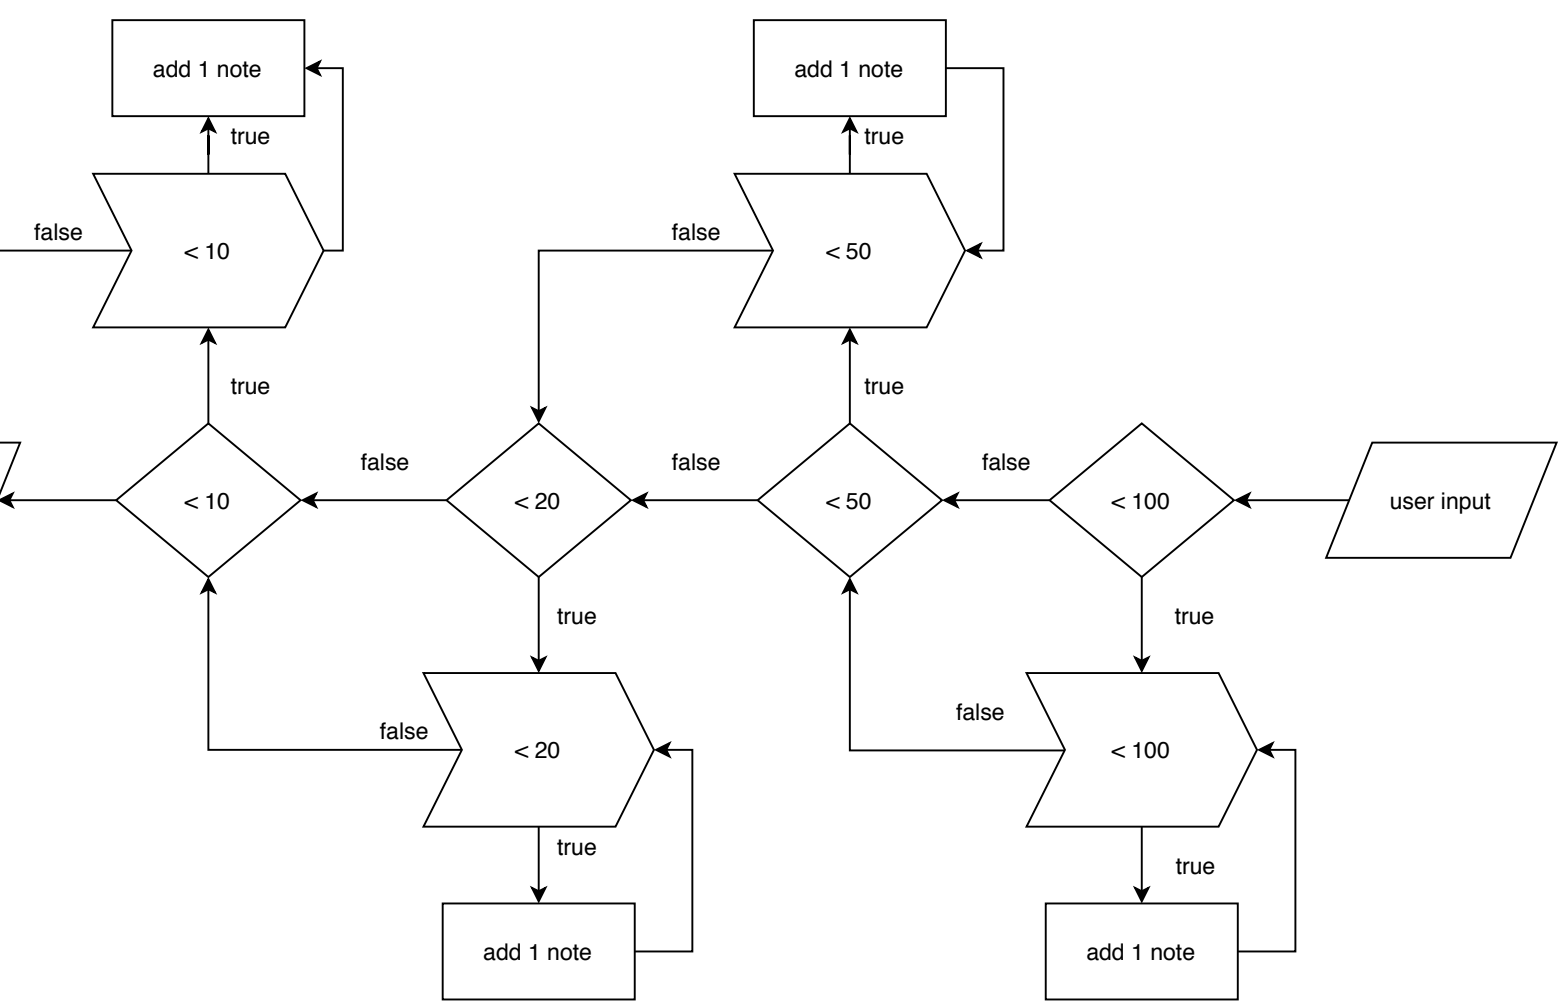 add 1 note
add 1 note
true
true
false
< 10
false
< 50
true
true
false
false
false
< 10
< 20
< 50
< 100
user input
true
true
false
false
< 20
< 100
true
true
add 1 note
add 1 note